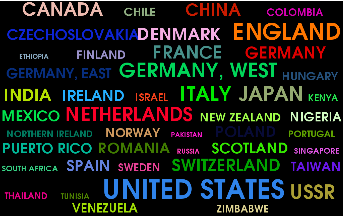 CANADA CHILE CHINA COLOMBIA
CZECHOSLOVAKIA DENMARK ENGLAND
ETHIOPIA FINLAND FRANCE GERMANY
GERMANY, EAST GERMANY, WEST HUNGARY
INDIA IRELAND ISRAEL ITALY JAPAN KENYA
MEXICO NETHERLANDS NEW ZEALAND NIGERIA
NORTHERN IRELAND NORWAY PAKISTAN POLAND PORTUGAL
PUERTO RICO ROMANIA RUSSIA SCOTLAND SINGAPORE
SOUTH AFRICA SPAIN SWEDEN SWITZERLAND TAIWAN
THAILAND TUNISIA UNITED STATES USSR
VENEZUELA ZIMBABWE